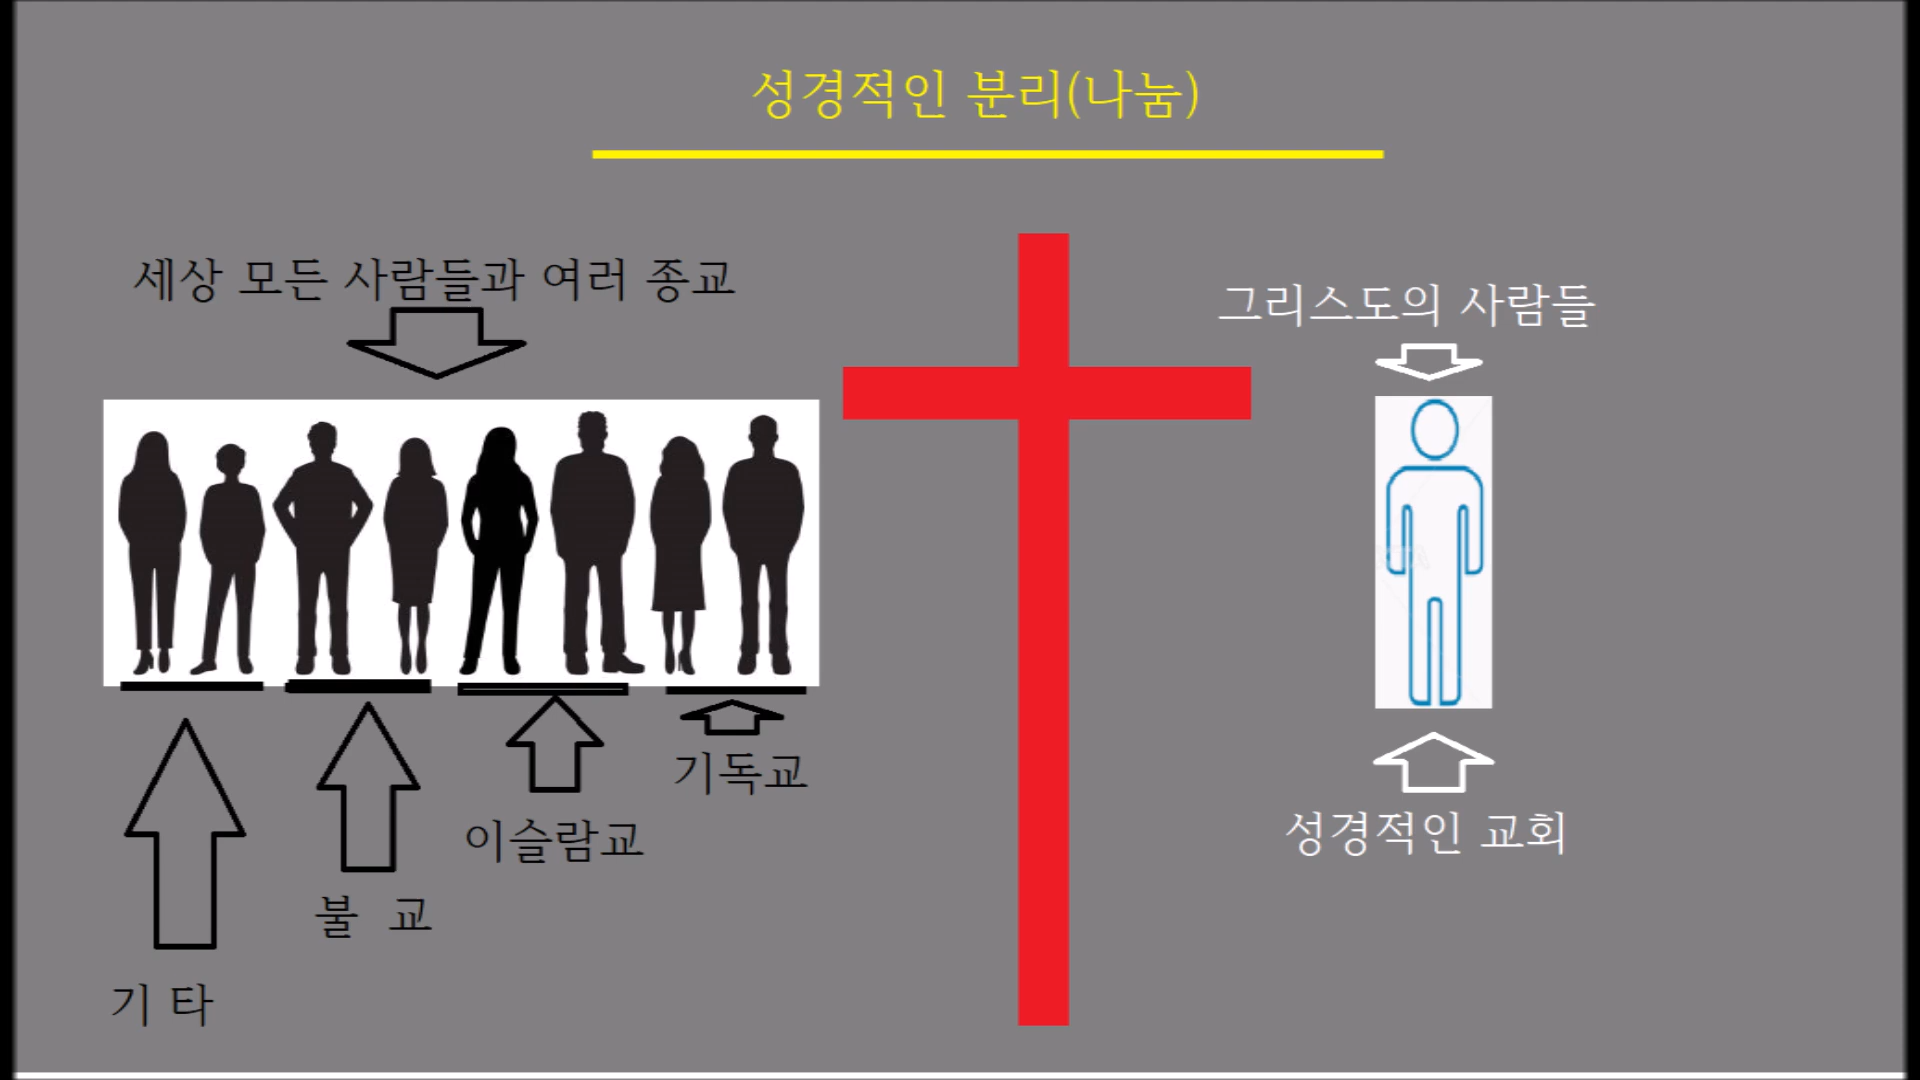 성경적인 분리(나눔)
세상 모든 사람들과 여러 종교
그리스도의 사람들
기독교
이슬람교
성경적인 교회
불 교
기 타